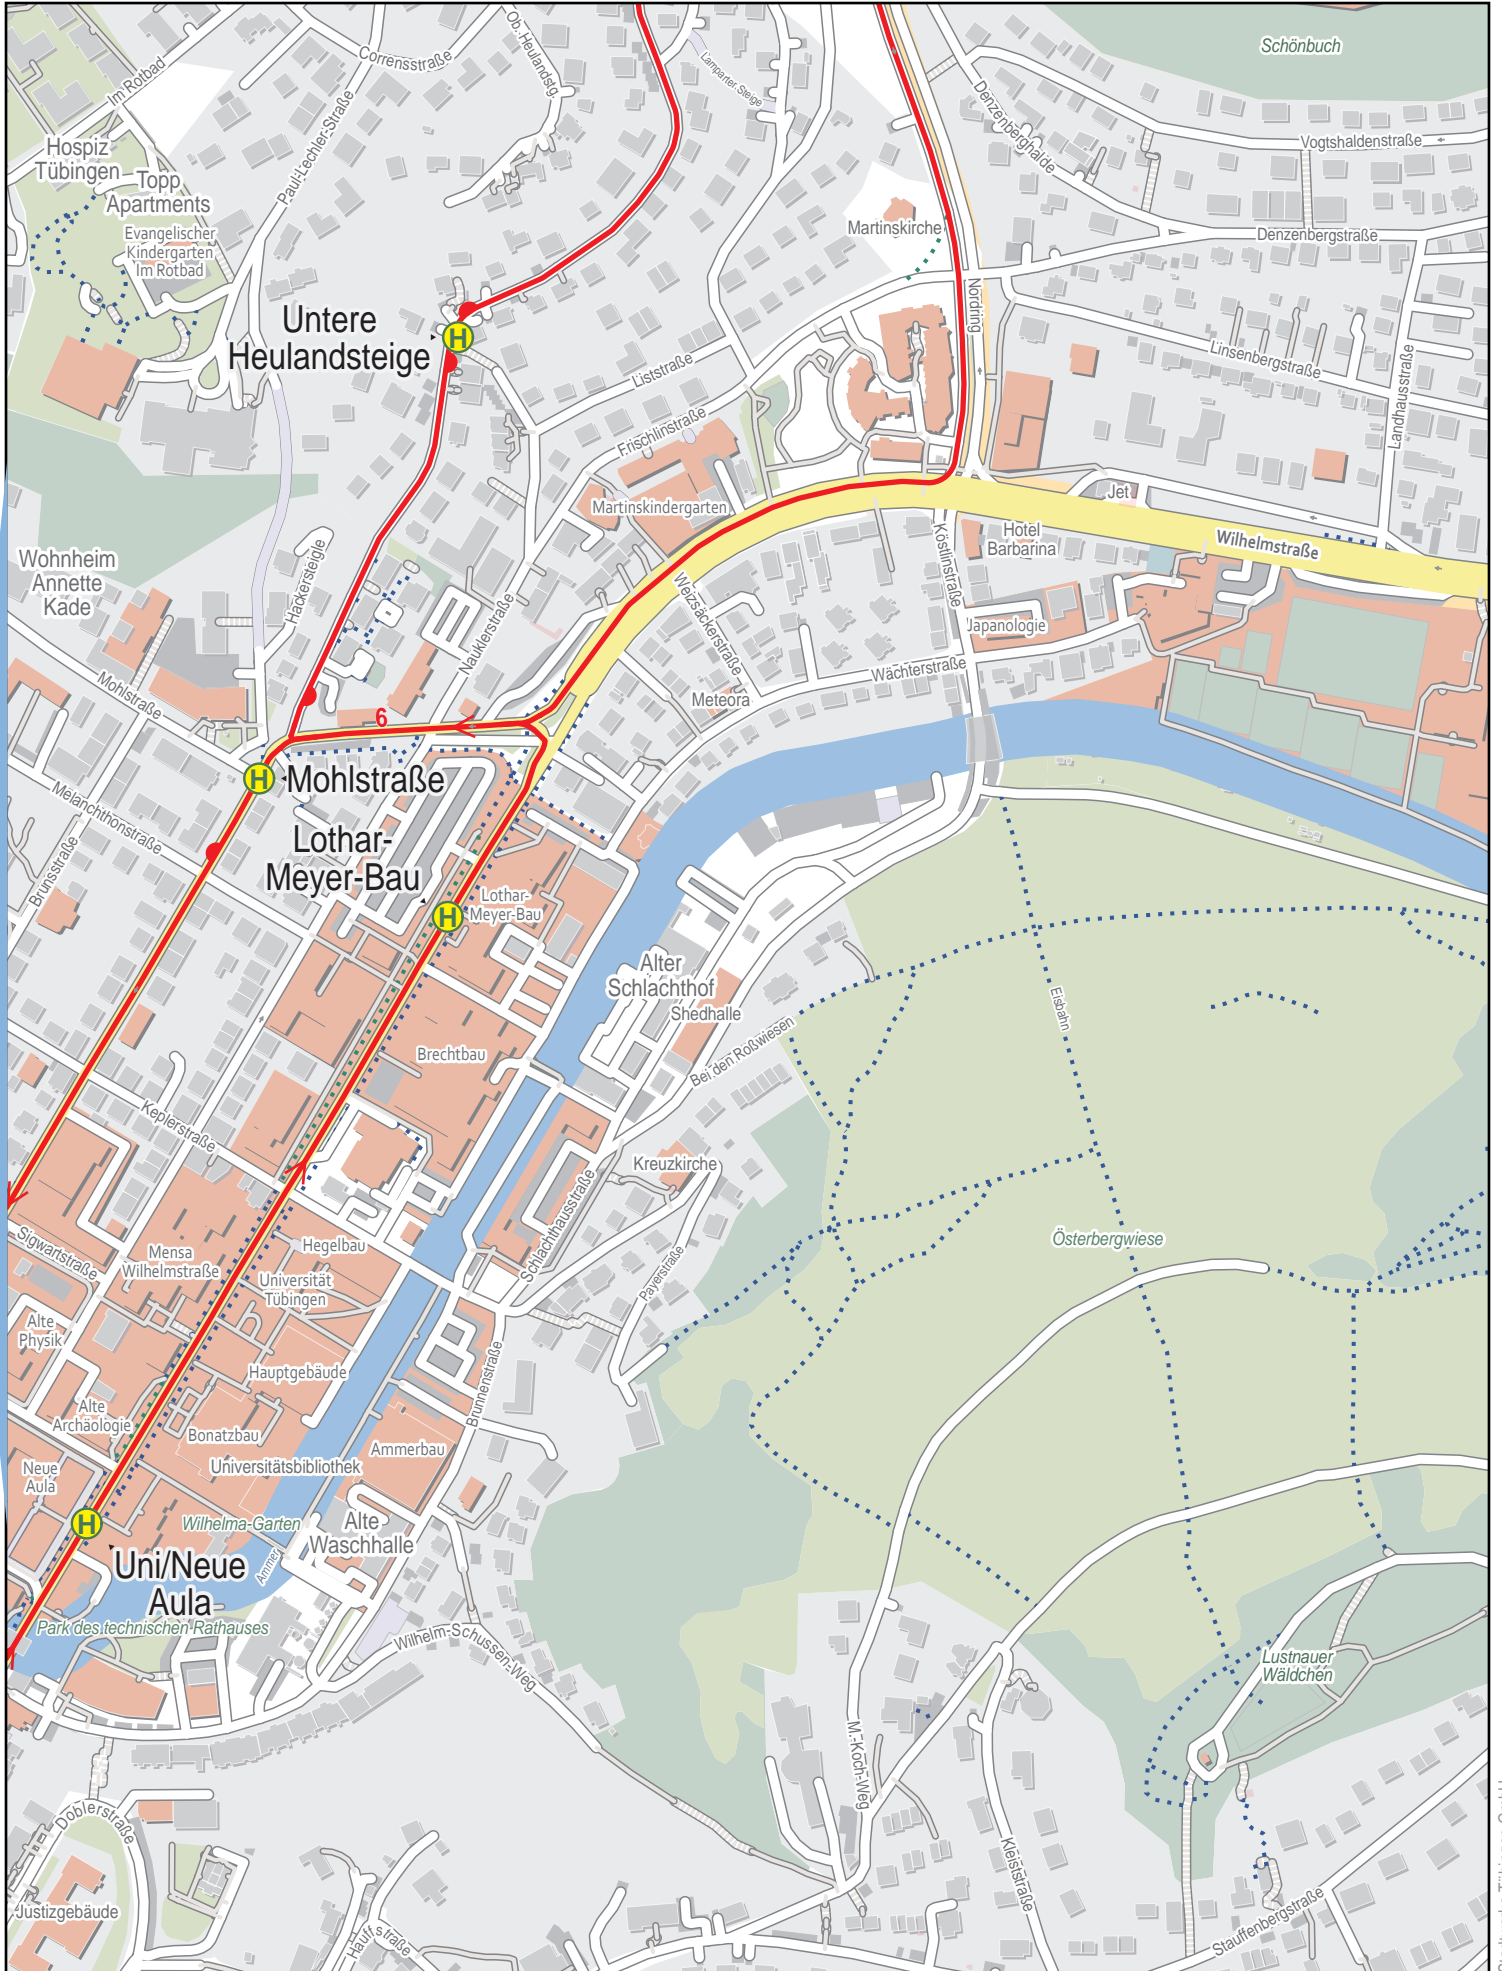 Schönbuch
Ob. Heulandstg.
Corrensstraße
Lamparter Steige
Im Rotbad
Denzenberghalde
Paul-Lechler-Straße
Vogtshaldenstraße
Hospiz
Tübingen
Topp
Apartments
Evangelischer
Kindergarten
Im Rotbad
Martinskirche
Denzenbergstraße
Nordring
Untere
Heulandsteige
H
Liststraße
Linsenbergstraße
Landhausstraße
Frischlinstraße
Martinskindergarten
Jet
Hotel
Barbarina
Wilhelmstraße
Köstlinstraße
Wohnheim
Annette
Kade
Hackersteigle
Weizsäckerstraße
Nauklerstraße
Japanologie
Wächterstraße
Mohlstraße
Meteora
6
H
Mohlstraße
Melanchthonstraße
Lothar-
Meyer-Bau
Brunsstraße
H
Lothar-
Meyer-Bau
Alter
Schlachthof
Shedhalle
Eisbahn
Bei den Roßwiesen
Brechtbau
Keplerstraße
Kreuzkirche
Schlachthausstraße
Sigwartstraße
Mensa
Wilhelmstraße
Hegelbau
Universität
Tübingen
Payerstraße
Österbergwiese
Alte
Physik
Hauptgebäude
Brunnenstraße
Alte
Archäologie
Bonatzbau
Ammerbau
Universitätsbibliothek
Neue
Aula
H
Wilhelma-Garten
Alte
Waschhalle
Uni/Neue
Aula
Ammer
Park des technischen Rathauses
Wilhelm-Schussen-Weg
Lustnauer
Wäldchen
M.-Koch-Weg
Doblerstraße
Kleiststraße
Justizgebäude
Hauffstraße
Stauffenbergstraße